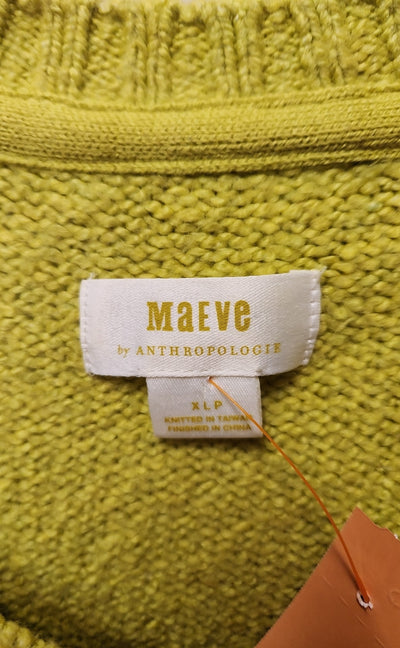 MaEve
by ANTHROPOLOGIE
XLP
KNITTED IN TAIWAN
FINISHED IN CHINA